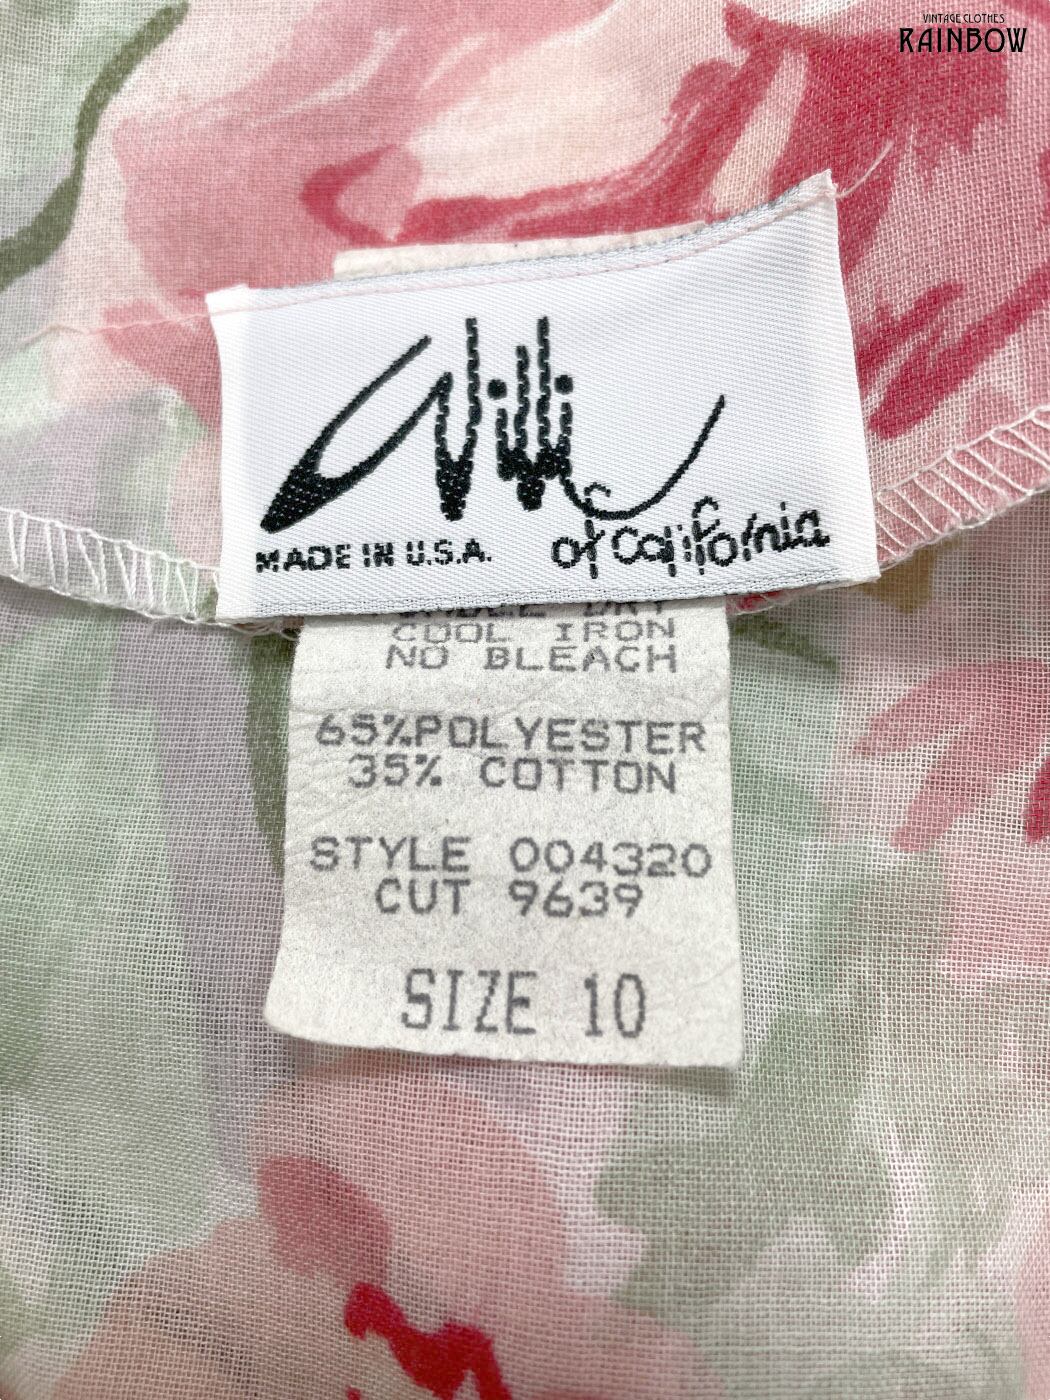 VINTAGE CLOTHES
RAINBOW
Willi
of California
MADE IN U.S.A.
COOL IRON
NO BLEACH
65%POLYESTER
35% COTTON
STYLE 004320
CUT 9639
SIZE 10